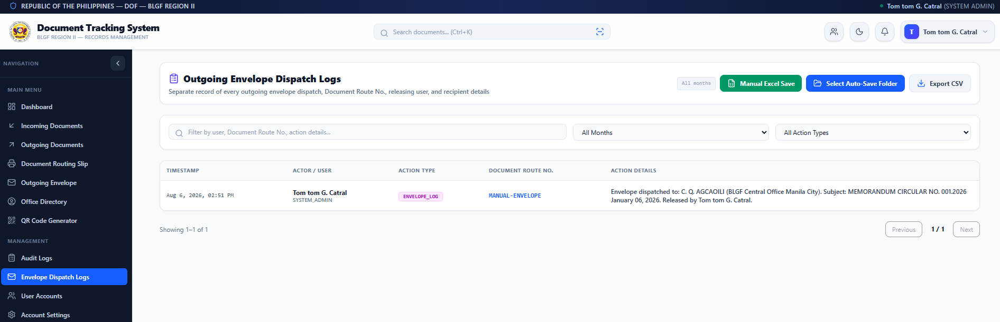 REPUBLIC OF THE PHILIPPINES — DOF — BLGF REGION II
Tom tom G. Catral (SYSTEM ADMIN)
Document Tracking System
BLGF REGION II — RECORDS MANAGEMENT
Search documents... (Ctrl+K)
T
Tom tom G. Catral
NAVIGATION
MAIN MENU
Dashboard
Incoming Documents
Outgoing Documents
Document Routing Slip
Outgoing Envelope
Office Directory
QR Code Generator
MANAGEMENT
Audit Logs
Envelope Dispatch Logs
User Accounts
Account Settings
Outgoing Envelope Dispatch Logs
Separate record of every outgoing envelope dispatch, Document Route No., releasing user, and recipient details
All months
Manual Excel Save
Select Auto-Save Folder
Export CSV
Filter by user, Document Route No., action details...
All Months
All Action Types
TIMESTAMP
ACTOR / USER
ACTION TYPE
DOCUMENT ROUTE NO.
ACTION DETAILS
Aug 6, 2026, 02:51 PM
Tom tom G. Catral
SYSTEM_ADMIN
ENVELOPE_LOG
MANUAL-ENVELOPE
Envelope dispatched to: C. Q. AGCAOILI (BLGF Central Office Manila City). Subject: MEMORANDUM CIRCULAR NO. 001.2026
January 06, 2026. Released by Tom tom G. Catral.
Showing 1–1 of 1
Previous
1 / 1
Next